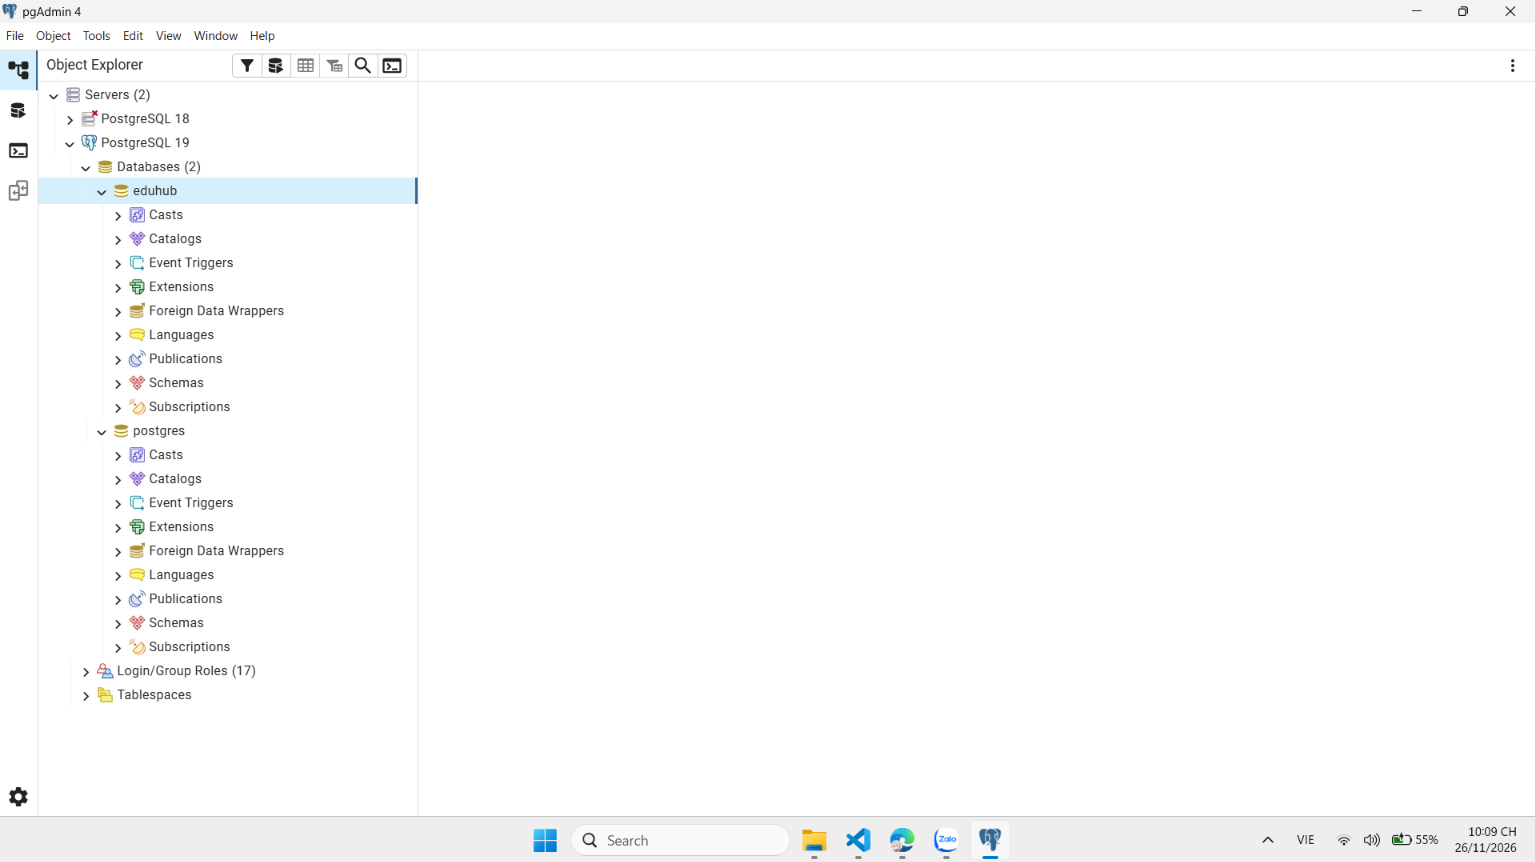 pgAdmin 4
File Object Tools Edit View Window Help
Object Explorer
Servers (2)
PostgreSQL 18
PostgreSQL 19
Databases (2)
eduhub
Casts
Catalogs
Event Triggers
Extensions
Foreign Data Wrappers
Languages
Publications
Schemas
Subscriptions
postgres
Casts
Catalogs
Event Triggers
Extensions
Foreign Data Wrappers
Languages
Publications
Schemas
Subscriptions
Login/Group Roles (17)
Tablespaces
Search
Zalo
VIE
55%
10:09 CH
26/11/2026